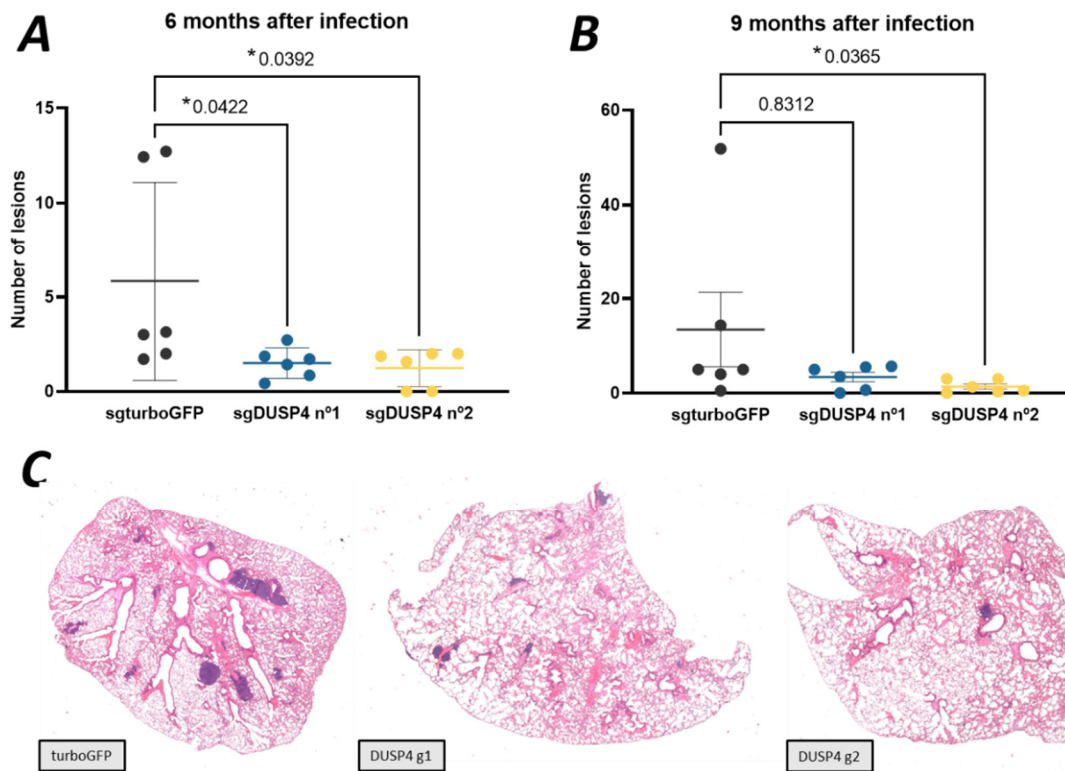 A
6 months after infection
*0.0392
*0.0422
Number of lesions
15
10
5
0
sgturboGFP
sgDUSP4 nº1
sgDUSP4 nº2
B
9 months after infection
*0.0365
0.8312
Number of lesions
60
40
20
0
sgturboGFP
sgDUSP4 nº1
sgDUSP4 nº2
C
turboGFP
DUSP4 g1
DUSP4 g2